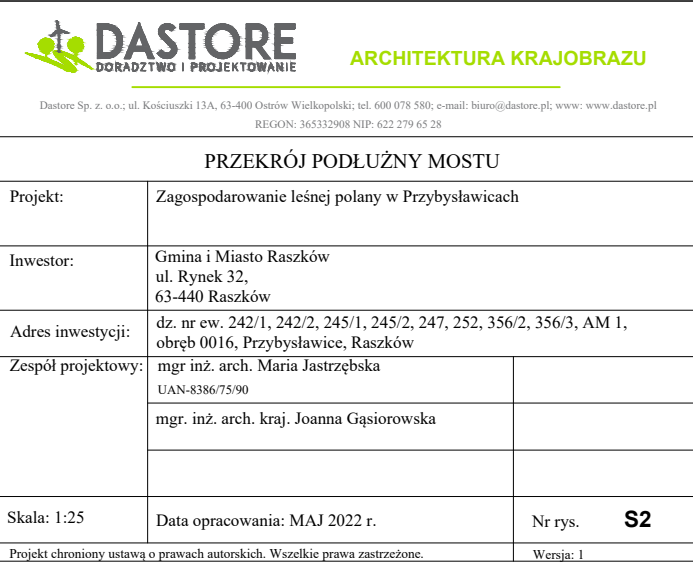 DASTORE
DORADZTWO I PROJEKTOWANIE
ARCHITEKTURA KRAJOBRAZU
Dastore Sp. z. o.o.; ul. Kościuszki 13A, 63-400 Ostrów Wielkopolski; tel. 600 078 580; e-mail: biuro@dastore.pl; www: www.dastore.pl
REGON: 365332908 NIP: 622 279 65 28
PRZEKRÓJ PODŁUŻNY MOSTU
Projekt: Zagospodarowanie leśnej polany w Przybysławicach
Inwestor: Gmina i Miasto Raszków
ul. Rynek 32,
63-440 Raszków
Adres inwestycji: dz. nr ew. 242/1, 242/2, 245/1, 245/2, 247, 252, 356/2, 356/3, AM 1,
obręb 0016, Przybysławice, Raszków
Zespół projektowy: mgr inż. arch. Maria Jastrzębska
UAN-8386/75/90
mgr. inż. arch. kraj. Joanna Gąsiorowska
Skala: 1:25 Data opracowania: MAJ 2022 r. Nr rys. S2
Projekt chroniony ustawą o prawach autorskich. Wszelkie prawa zastrzeżone. Wersja: 1